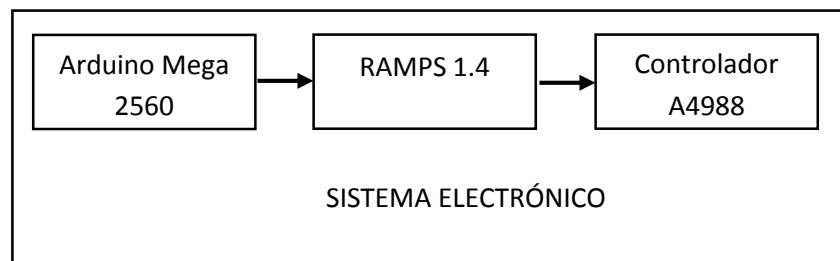 Arduino Mega
2560
RAMPS 1.4
Controlador
A4988
SISTEMA ELECTRÓNICO